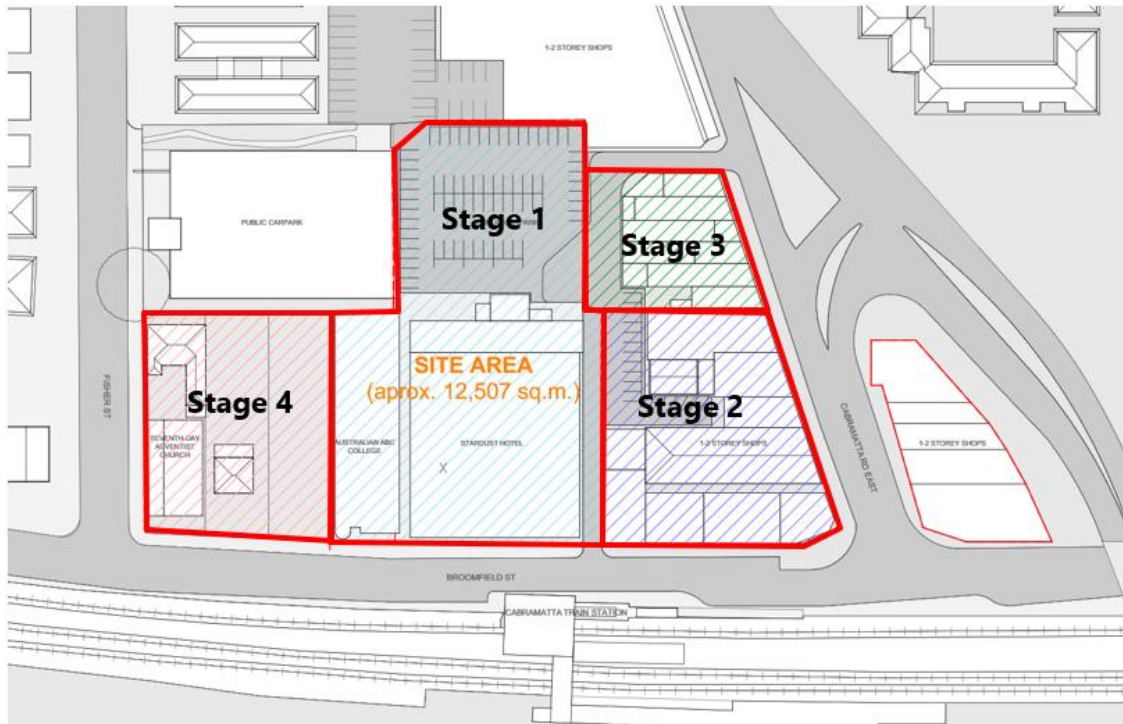 1-2 STOREY SHOPS
PUBLIC CARPARK
Stage 1
Stage 3
SITE AREA
(aprox. 12,507 sq.m.)
Stage 4
Stage 2
FISHER ST
SEVENTH-DAY
ADVENTIST
CHURCH
AUSTRALIAN ABC
COLLEGE
STARDUST HOTEL
X
1-2 STOREY SHOPS
CABRAMATTA RD EAST
1-2 STOREY SHOPS
BROOMFIELD ST
CABRAMATTA TRAIN STATION